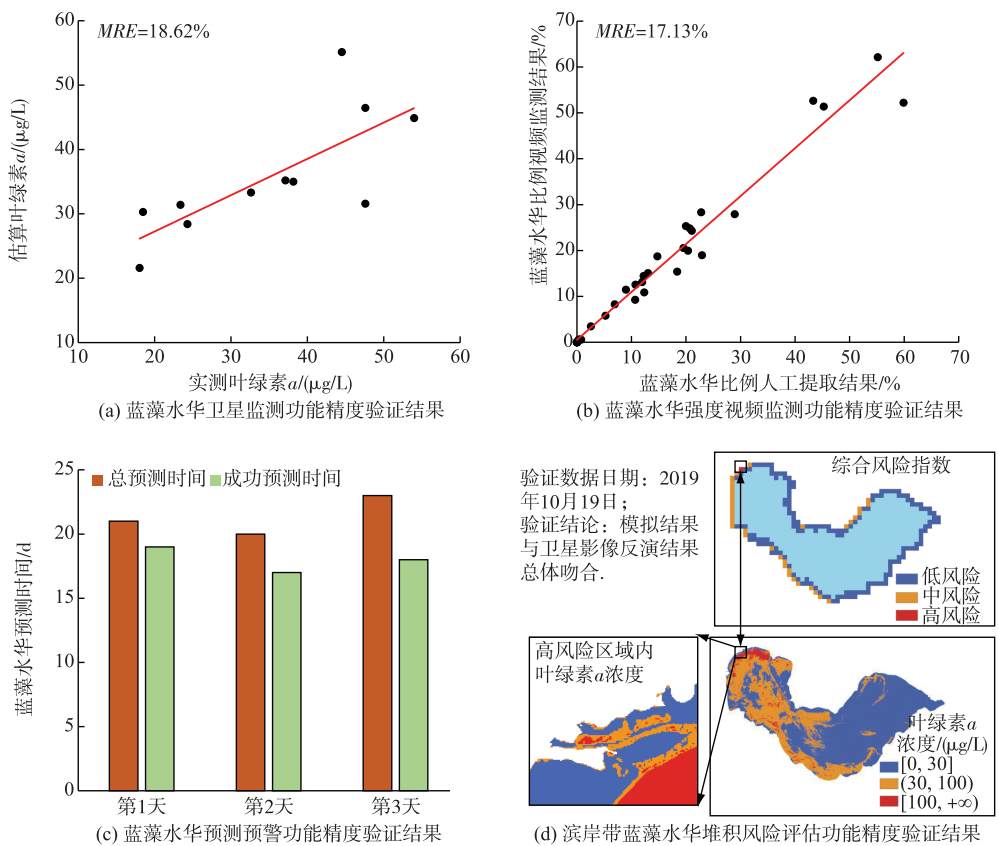 MRE=18.62%
60
50
40
30
20
10
估算叶绿素a/(μg/L)
10 20 30 40 50 60
实测叶绿素a/(μg/L)
(a) 蓝藻水华卫星监测功能精度验证结果
MRE=17.13%
70
60
50
40
30
20
10
0
蓝藻水华比例视频监测结果/%
0 10 20 30 40 50 60 70
蓝藻水华比例人工提取结果/%
(b) 蓝藻水华强度视频监测功能精度验证结果
25
20
15
10
5
0
总预测时间 成功预测时间
蓝藻水华预测时间/d
第1天 第2天 第3天
(c) 蓝藻水华预测预警功能精度验证结果
验证数据日期：2019
年10月19日；
验证结论：模拟结果
与卫星影像反演结果
总体吻合.
综合风险指数
低风险
中风险
高风险
高风险区域内
叶绿素a浓度
叶绿素a
浓度/(μg/L)
[0, 30]
(30, 100)
[100, +∞)
(d) 滨岸带蓝藻水华堆积风险评估功能精度验证结果